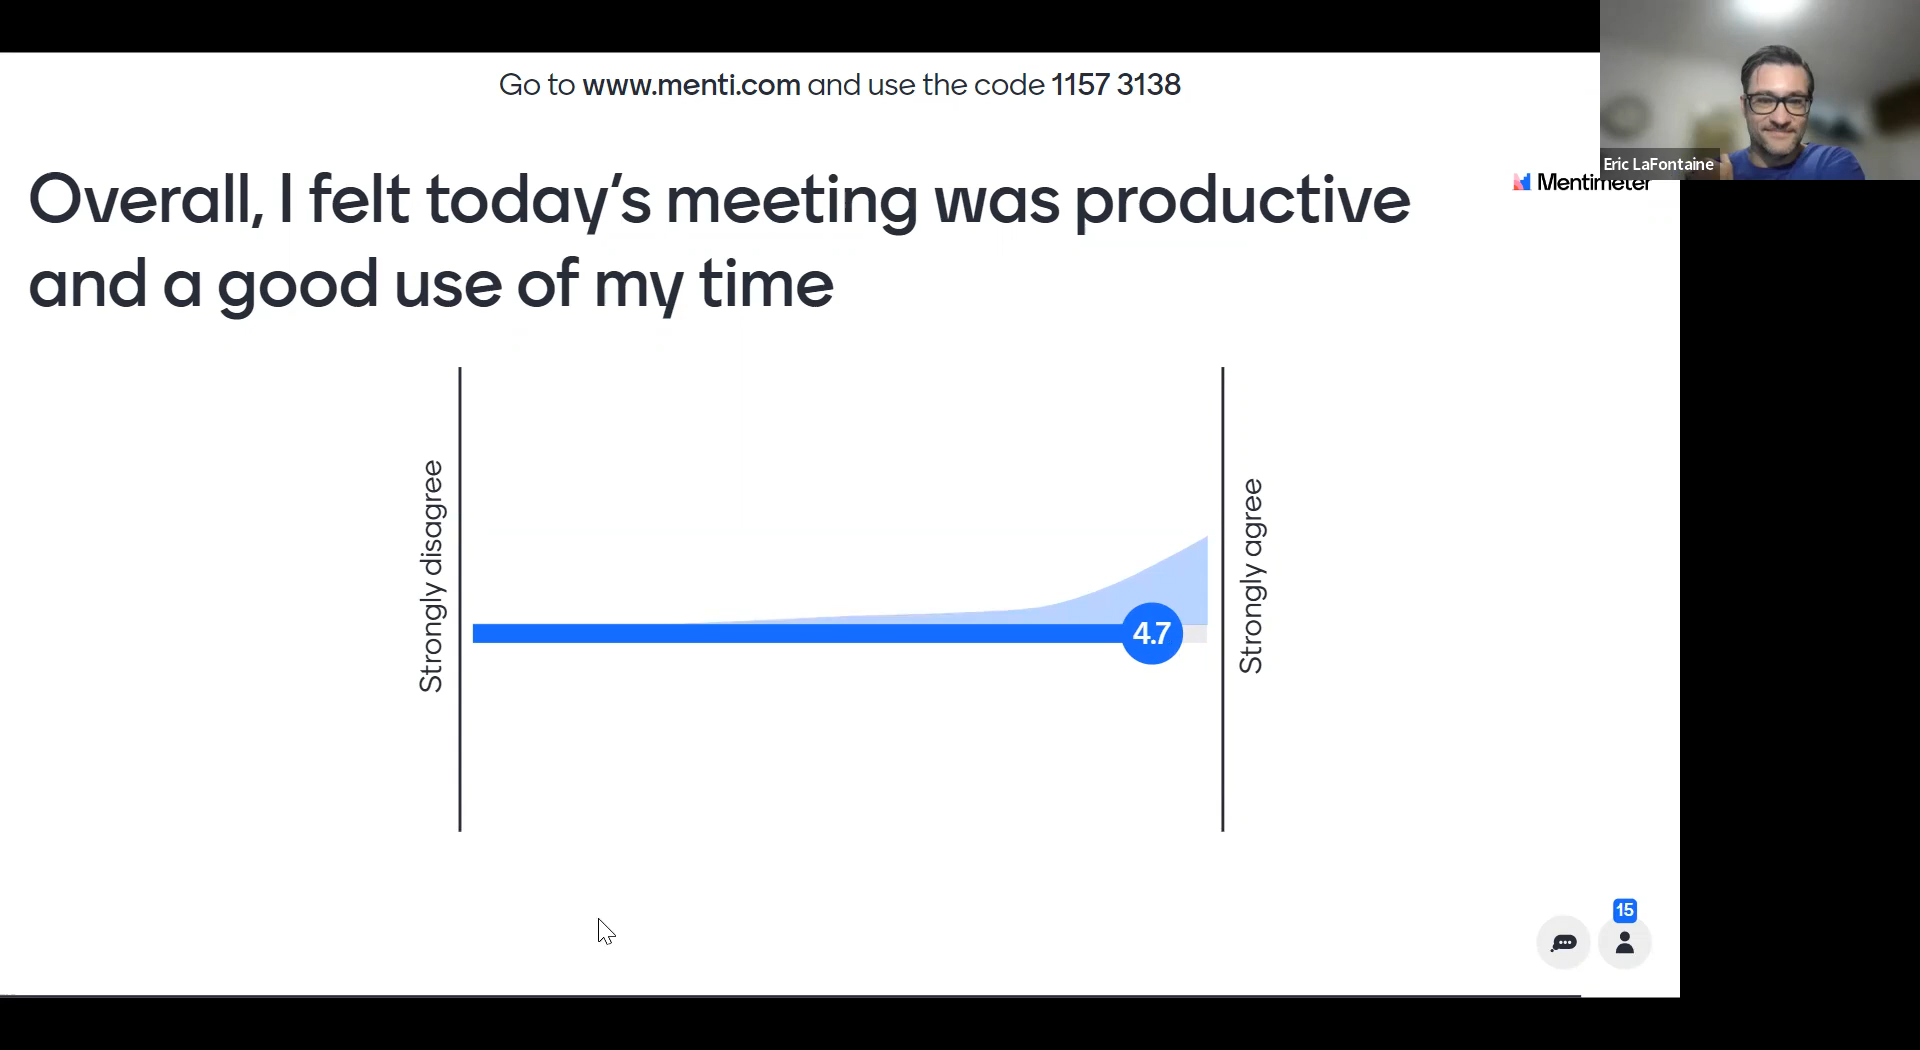 Go to www.menti.com and use the code 1157 3138
Eric LaFontaine
Mentimeter
Overall, I felt today's meeting was productive
and a good use of my time
Strongly disagree
4.7
Strongly agree
15